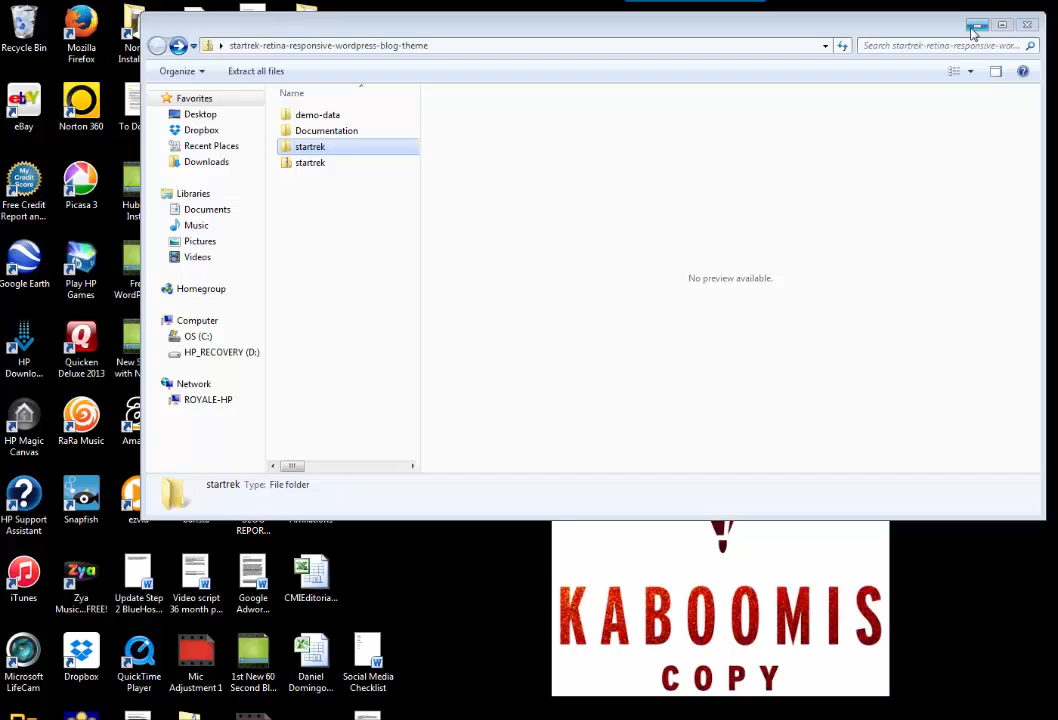 startrek-retina-responsive-wordpress-blog-theme
Search startrek-retina-responsive-wor...
Organize
Extract all files
Favorites
Desktop
Dropbox
Recent Places
Downloads
Libraries
Documents
Music
Pictures
Videos
Homegroup
Computer
OS (C:)
HP_RECOVERY (D:)
Network
ROYALE-HP
Name
demo-data
Documentation
startrek
startrek
No preview available.
startrek Type: File folder
Recycle Bin
Mozilla
Firefox
eBay
Norton 360
To Do
My
Credit
Score
Free Credit
Report an...
Picasa 3
Google Earth
Play HP
Games
HP
Downlo...
Quicken
Deluxe 2013
HP Magic
Canvas
RaRa Music
HP Support
Assistant
Snapfish
REPOR...
iTunes
Zya
Zya
Music...FREE!
Update Step
2 BlueHos...
Video script
36 month p...
Google
Adwor...
CMIEditoria...
Microsoft
LifeCam
Dropbox
QuickTime
Player
Mic
Adjustment 1
1st New 60
Second Bl...
Daniel
Domingo...
Social Media
Checklist
KABOOMIS
COPY